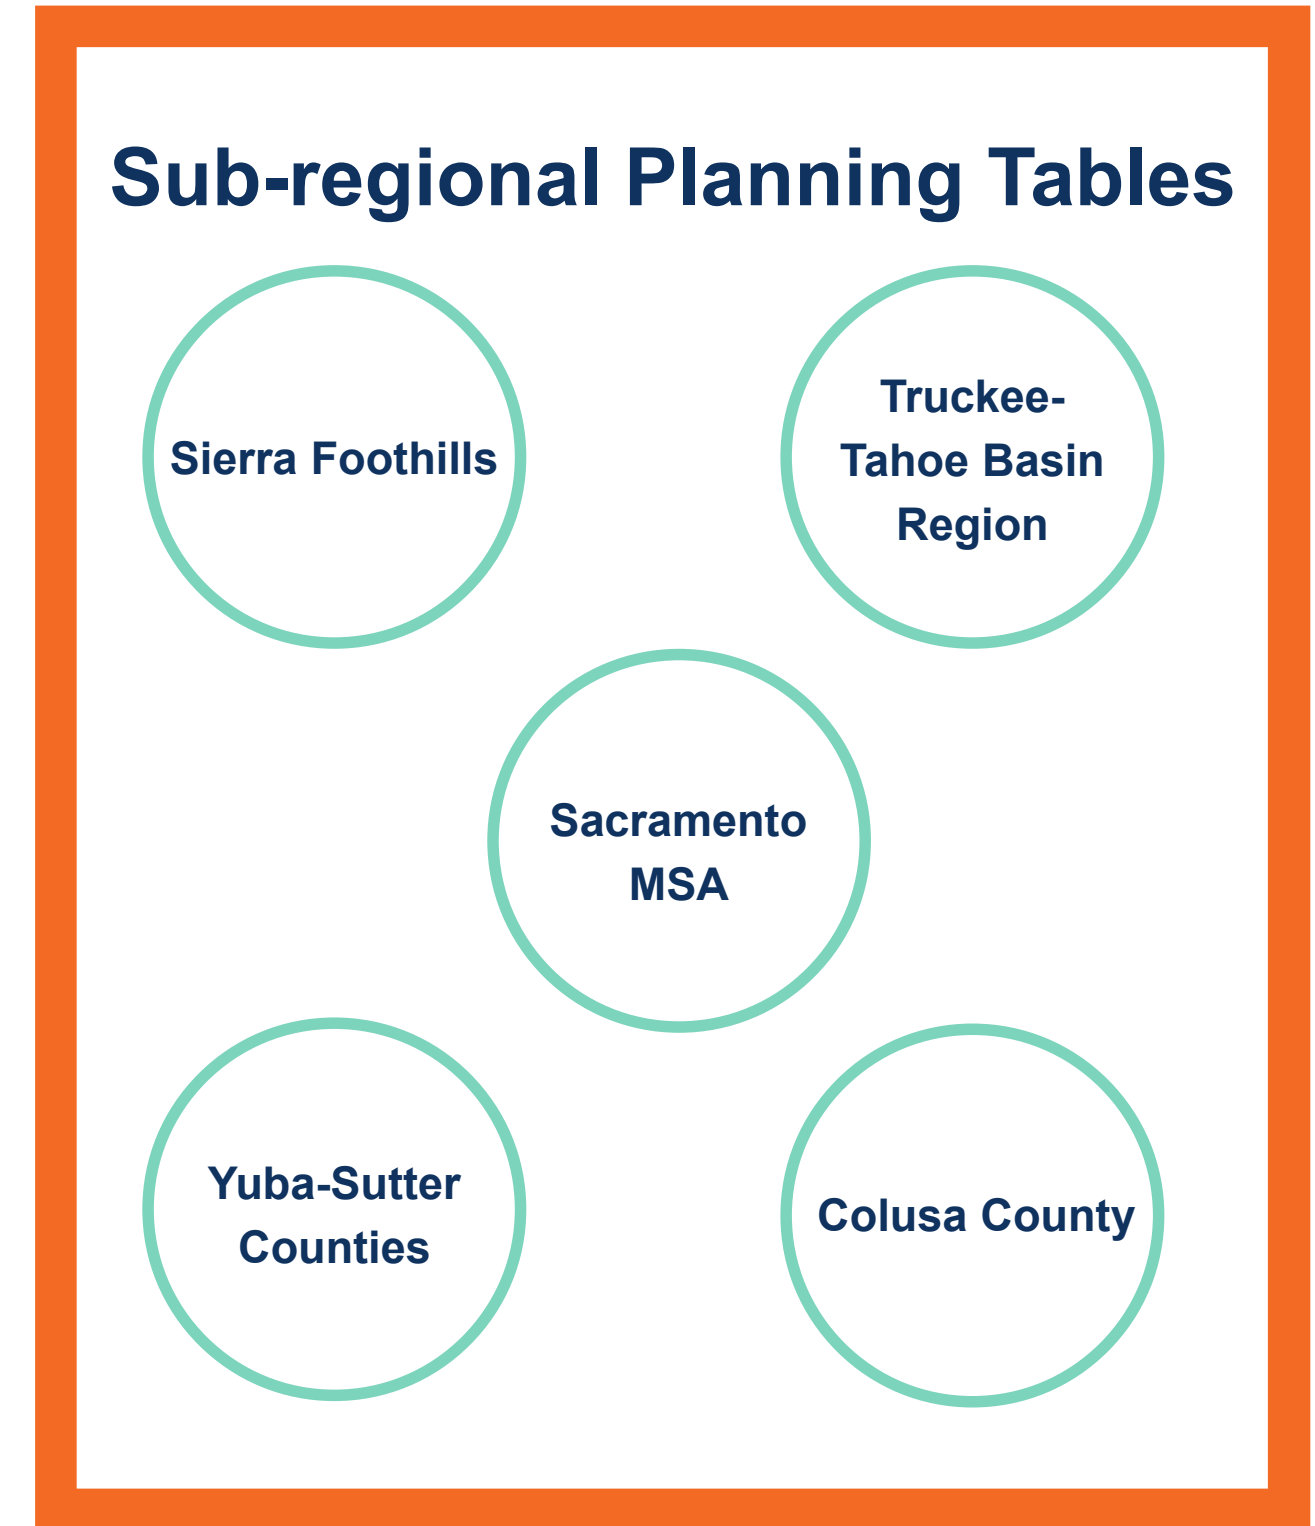 Sub-regional Planning Tables
Sierra Foothills
Truckee-
Tahoe Basin
Region
Sacramento
MSA
Yuba-Sutter
Counties
Colusa County